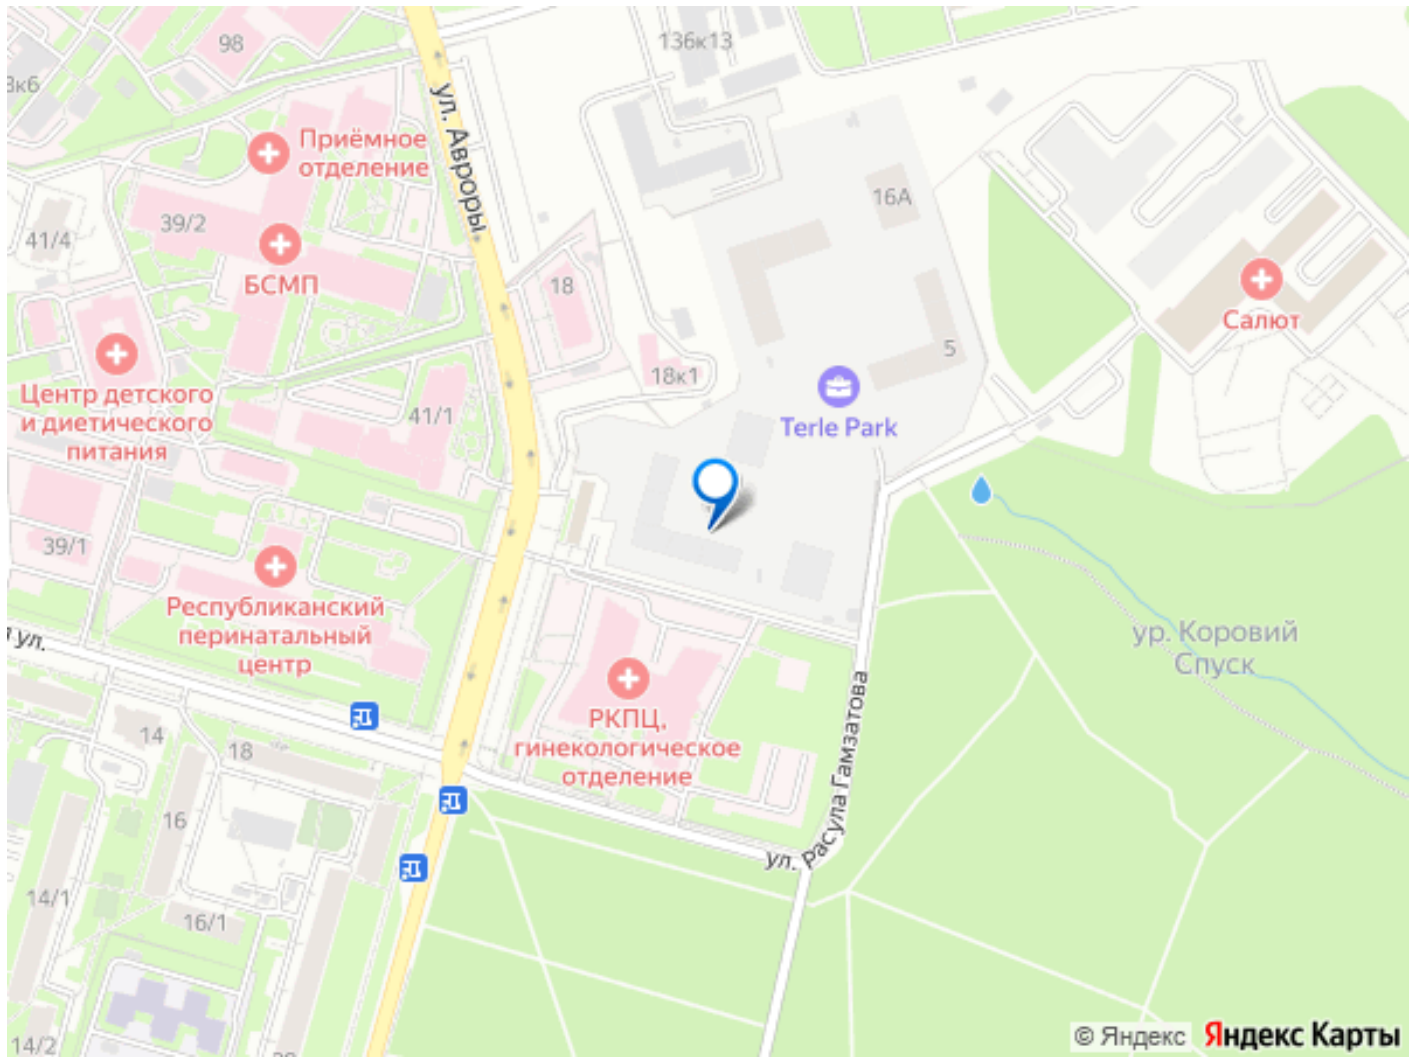 98
136к13
3к6
ул. Авроры
Приёмное
отделение
16А
39/2
41/4
БСМП
18
Салют
5
18к1
Центр детского
и диетического
питания
41/1
Terle Park
39/1
Республиканский
перинатальный
центр
я ул.
ур. Коровий
Спуск
РКПЦ,
гинекологическое
отделение
14
18
16
ул. Расула Гамзатова
14/1
16/1
14/2
© Яндекс Яндекс Карты